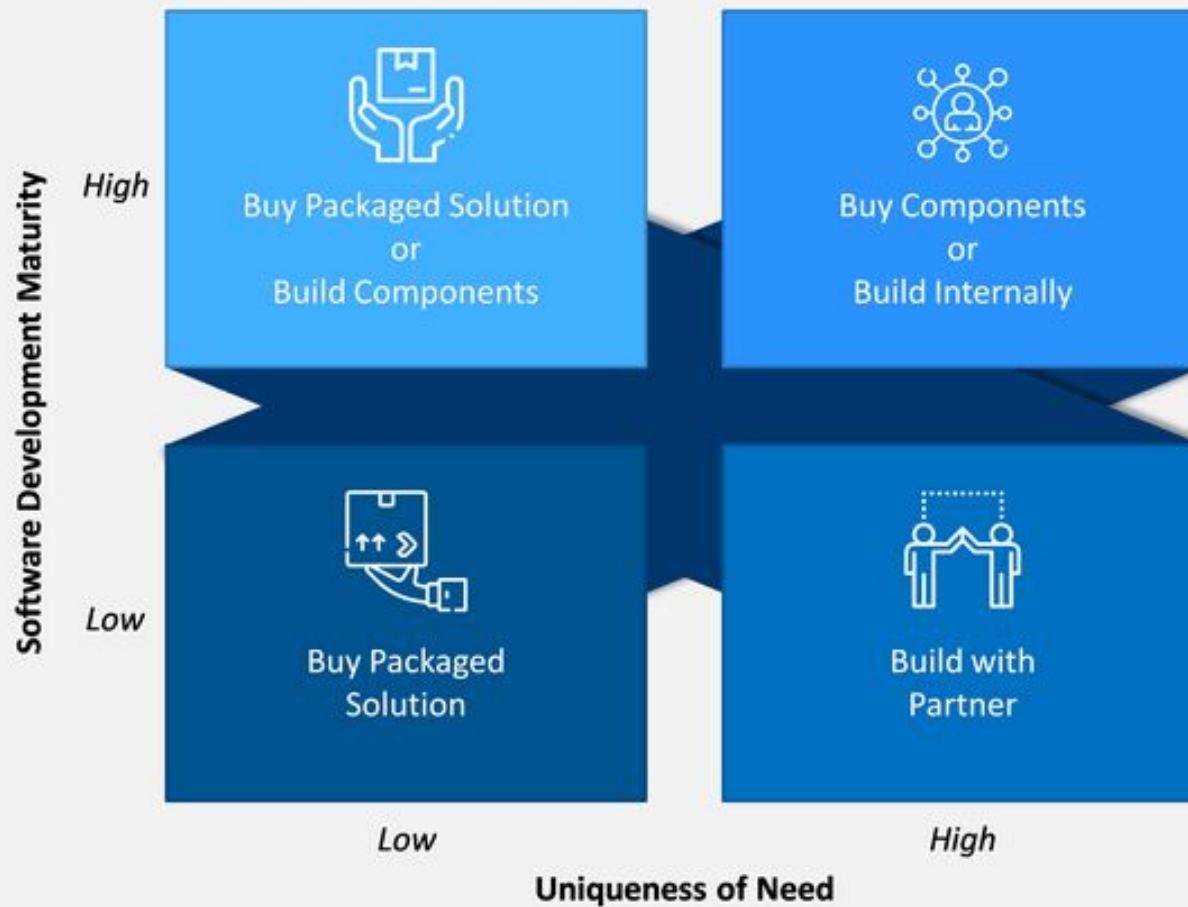 Software Development Maturity
High
Buy Packaged Solution
or
Build Components
Buy Components
or
Build Internally
Low
Buy Packaged
Solution
Build with
Partner
Low
High
Uniqueness of Need